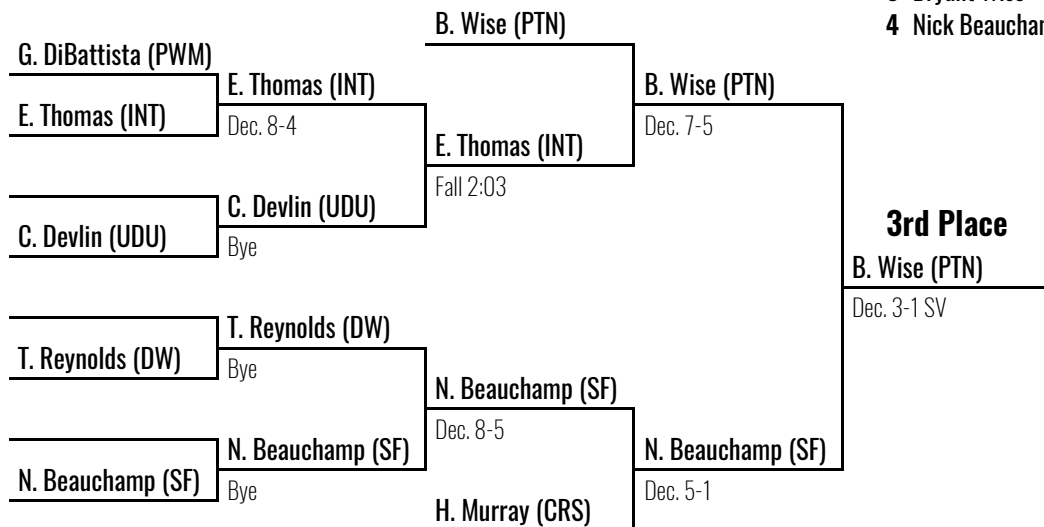 4 Nick
G. DiBattista (PWM)
E. Thomas (INT)
C. Devlin (UDU)
T. Reynolds (DW)
N. Beauchamp (SF)
E. Thomas (INT)
Dec. 8-4
C. Devlin (UDU)
Bye
T. Reynolds (DW)
Bye
N. Beauchamp (SF)
Bye
B. Wise (PTN)
E. Thomas (INT)
Fall 2:03
N. Beauchamp (SF)
Dec. 8-5
H. Murray (CRS)
B. Wise (PTN)
Dec. 7-5
N. Beauchamp (SF)
Dec. 5-1
3rd Place
B. Wise (PTN)
Dec. 3-1 SV